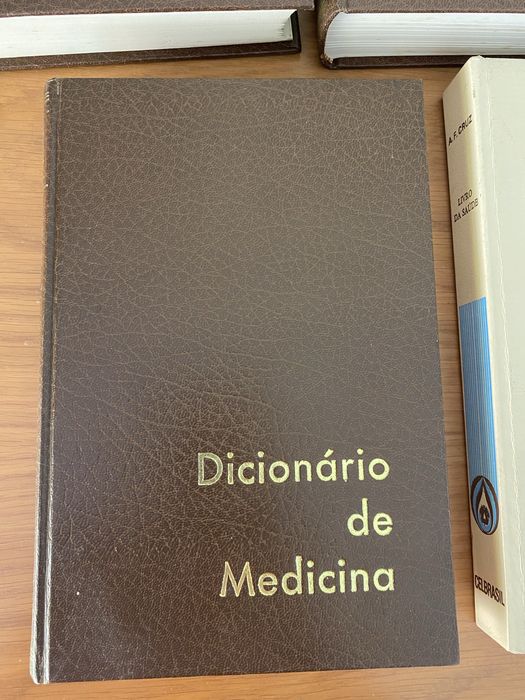 Dicionário
de
Medicina
A. F. CRUZ
LIVRO
DA SAÚDE
CELBRASIL